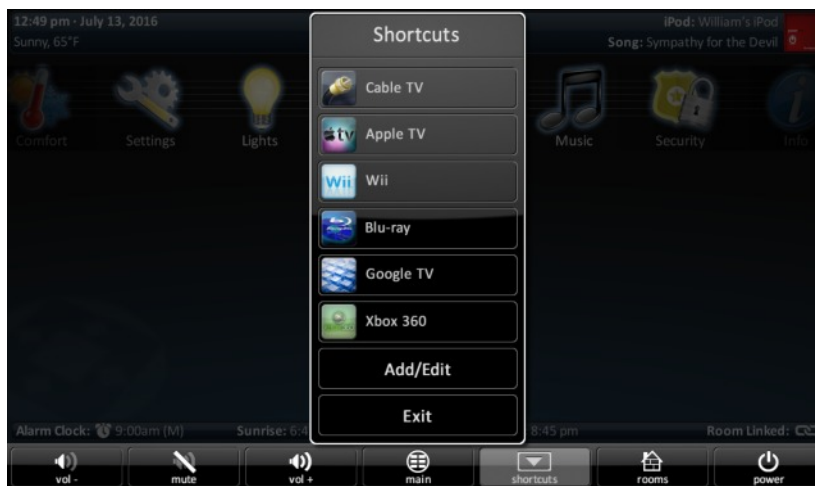 12:49 pm - July 13, 2016
iPod: William's iPod
Sunny, 65°F
Song: Sympathy for the Devil
Shortcuts
Cable TV
tv Apple TV
Wii Wii
Blu-ray
Google TV
Xbox 360
Add/Edit
Exit
Comfort
Settings
Lights
Music
Security
Info
Alarm Clock: 9:00am (M)
Sunrise: 6:4
8:45 pm
Room Linked:
vol -
mute
vol +
main
shortcuts
rooms
power